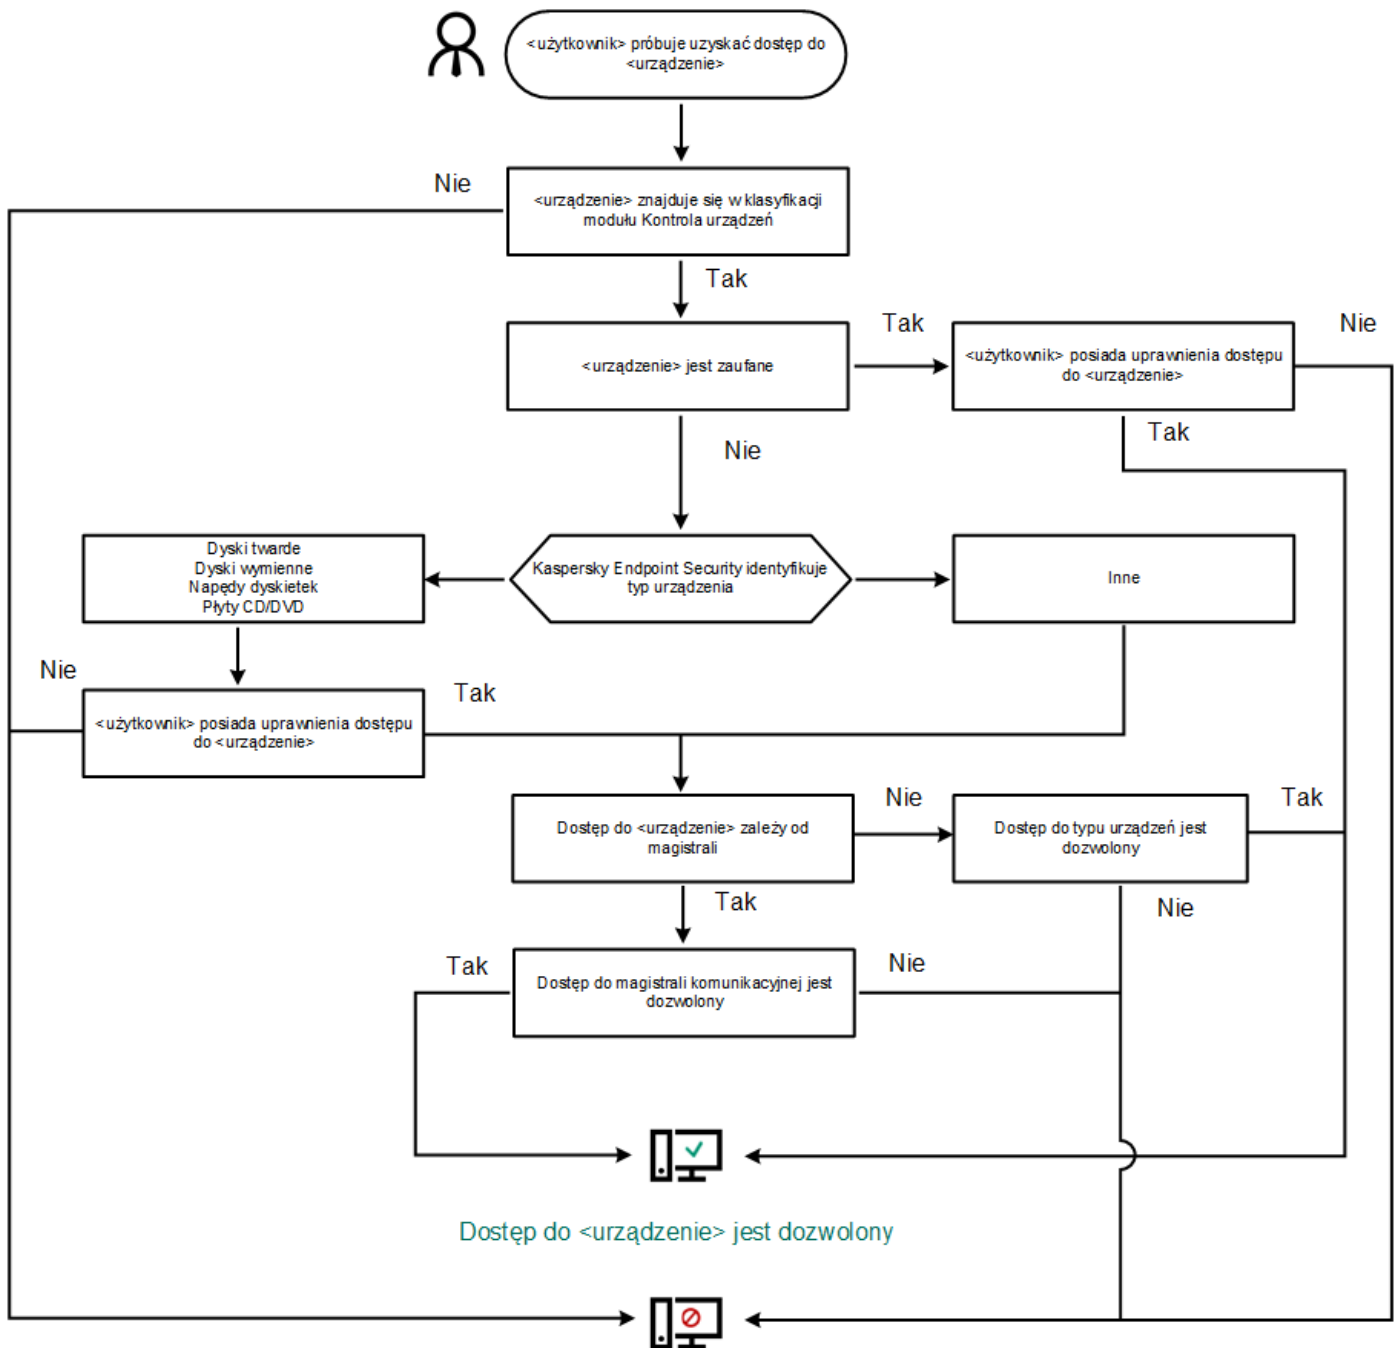 <użytkownik> próbuje uzyskać dostęp do
<urządzenie>
Nie
<urządzenie> znajduje się w klasyfikacji
modułu Kontrola urządzeń
Tak
<urządzenie> jest zaufane
Tak
<użytkownik> posiada uprawnienia dostępu
do <urządzenie>
Nie
Tak
Nie
Dyski twarde
Dyski wymienne
Napędy dyskietek
Płyty CD/DVD
Kaspersky Endpoint Security identyfikuje
typ urządzenia
Inne
Nie
<użytkownik> posiada uprawnienia dostępu
do <urządzenie>
Tak
Dostęp do <urządzenie> zależy od
magistrali
Nie
Dostęp do typu urządzeń jest
dozwolony
Tak
Tak
Nie
Tak
Dostęp do magistrali komunikacyjnej jest
dozwolony
Nie
Dostęp do <urządzenie> jest dozwolony